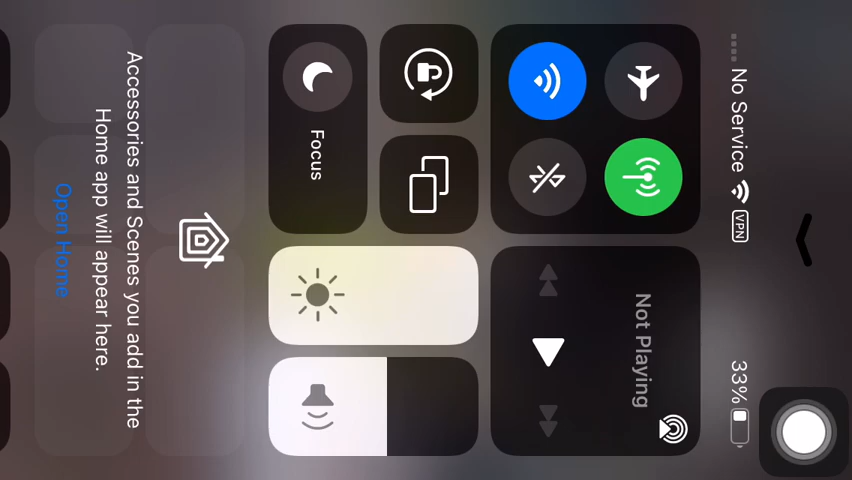 No Service VPN 33%
Not Playing
Focus
Accessories and Scenes you add in the
Home app will appear here.
Open Home